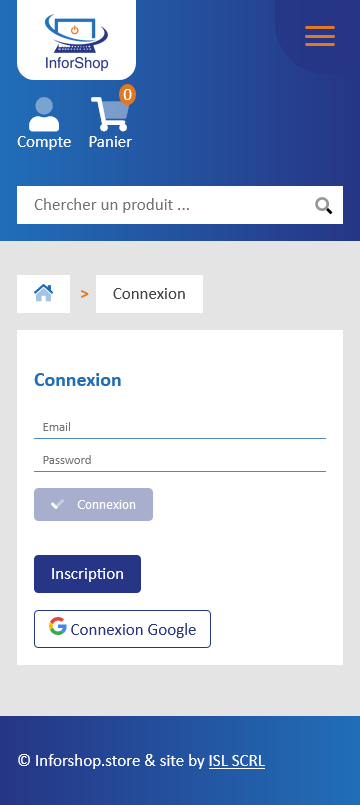 InforShop
0
Compte Panier
Chercher un produit ...
> Connexion
Connexion
Email
Password
Connexion
Inscription
Connexion Google
© Inforshop.store & site by ISL SCRL